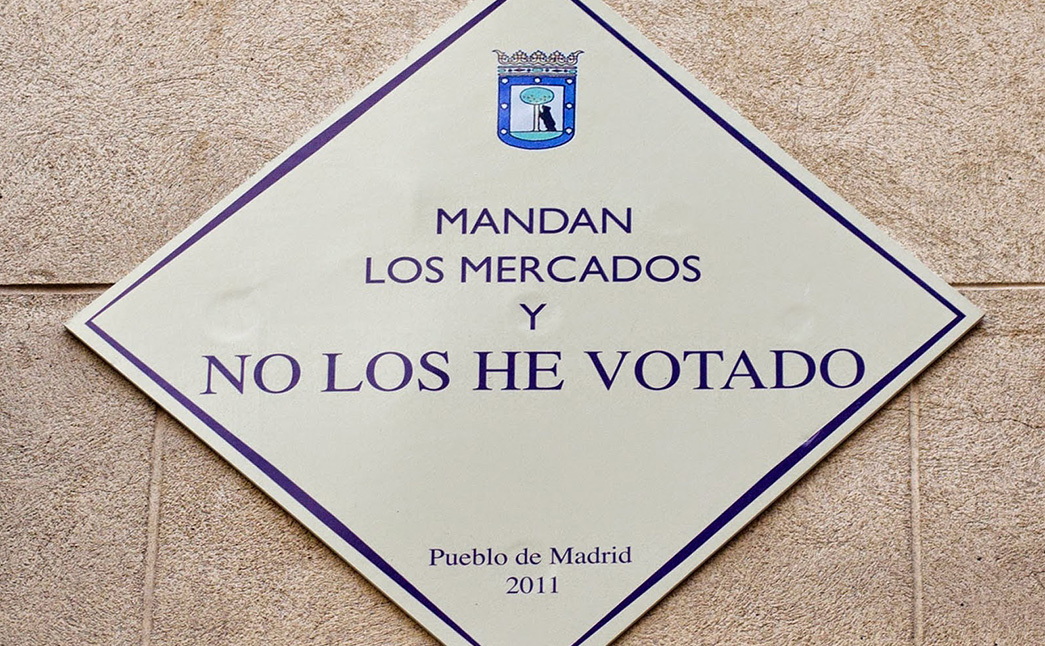 MANDAN
LOS MERCADOS
Y
NO LOS HE VOTADO
Pueblo de Madrid
2011